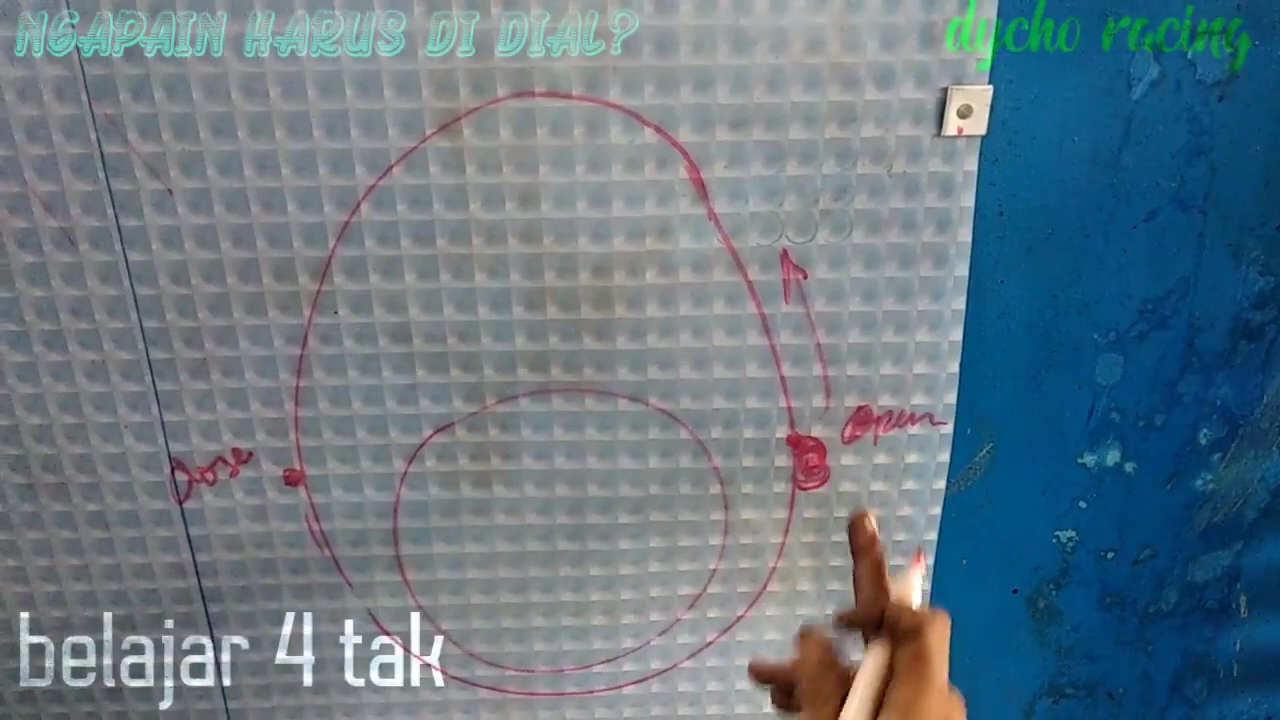 NGAPAIN HARUS DI DIAL?
dycho racing
open
close
belajar 4 tak